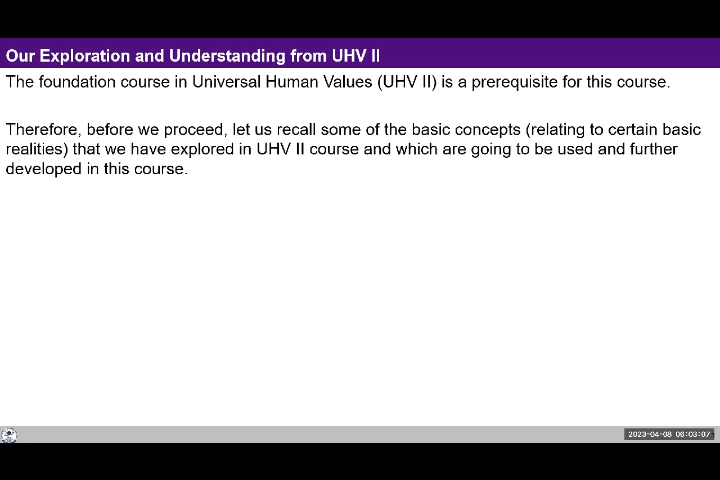 Our Exploration and Understanding from UHV II
The foundation course in Universal Human Values (UHV II) is a prerequisite for this course.
Therefore, before we proceed, let us recall some of the basic concepts (relating to certain basic
realities) that we have explored in UHV II course and which are going to be used and further
developed in this course.
2023-04-08 06:03:07